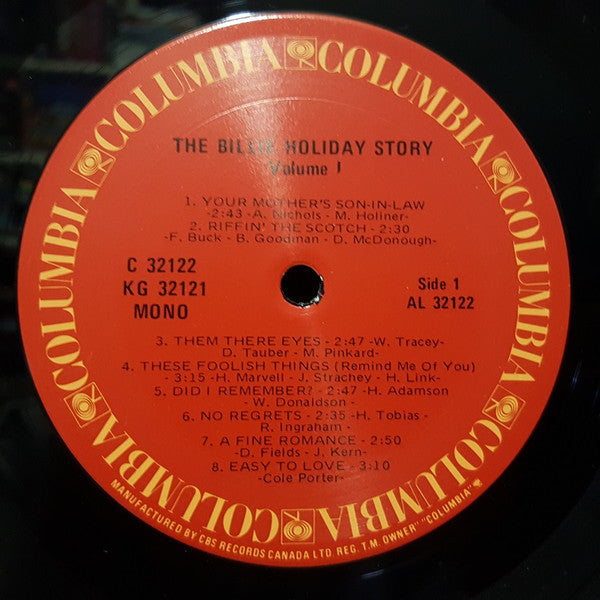 COLUMBIA COLUMBIA COLUMBIA COLUMBIA COLUMBIA COLUMBIA COLUMBIA COLUMBIA
THE BILLIE HOLIDAY STORY
Volume I
1. YOUR MOTHER'S SON-IN-LAW
-2:43 -A. Nichols - M. Hollner-
2. RIFFIN' THE SCOTCH - 2:30
-F. Buck - B. Goodman - D. McDonough-
C 32122
KG 32121
MONO
Side 1
AL 32122
3. THEM THERE EYES - 2:47 -W. Tracey-
D. Tauber - M. Pinkard-
4. THESE FOOLISH THINGS (Remind Me Of You)
- 3:15 -H. Marvell - J. Strachey - H. Link-
5. DID I REMEMBER? - 2:47 -H. Adamson
- W. Donaldson -
6. NO REGRETS - 2:35 -H. Tobias -
R. Ingraham -
7. A FINE ROMANCE - 2:50
-D. Fields - J. Kern-
8. EASY TO LOVE - 3:10
-Cole Porter-
MANUFACTURED BY CBS RECORDS CANADA LTD REG. T.M. OWNER "COLUMBIA"